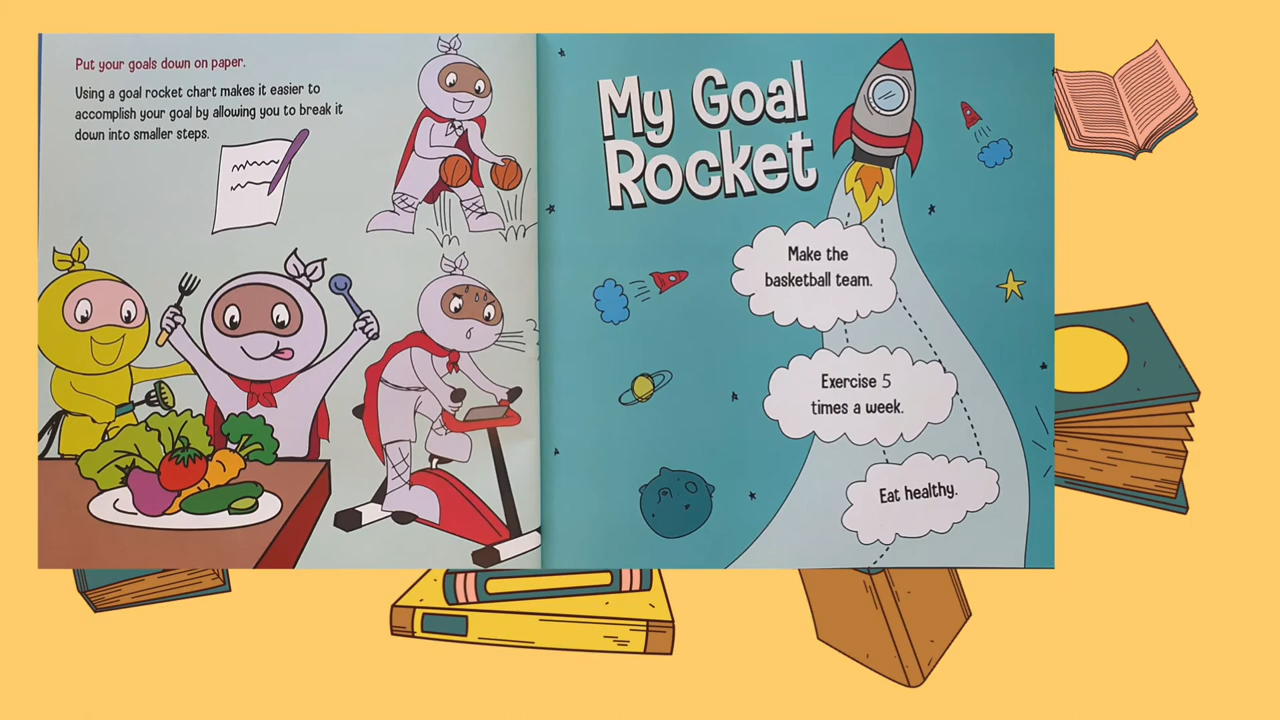 Put your goals down on paper.
Using a goal rocket chart makes it easier to
accomplish your goal by allowing you to break it
down into smaller steps.
My Goal
Rocket
Make the
basketball team.
Exercise 5
times a week.
Eat healthy.